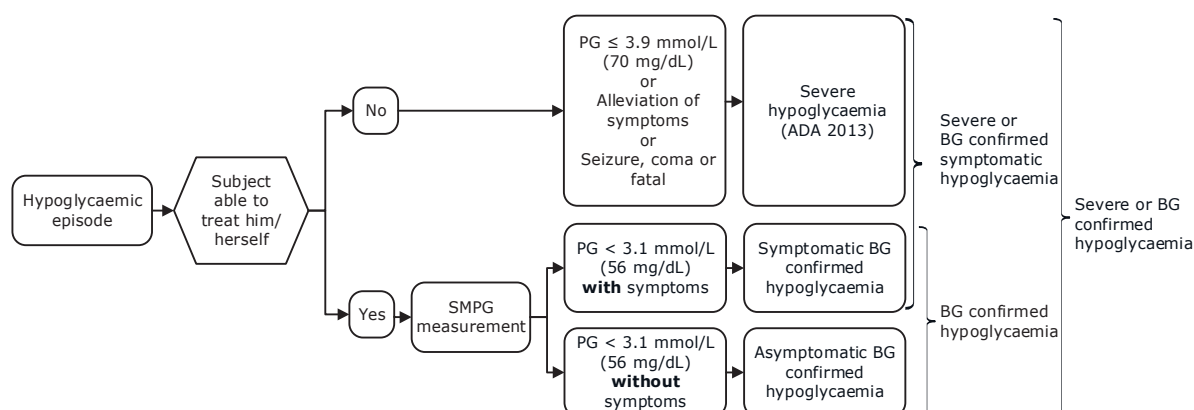 Hypoglycaemic
episode
Subject
able to
treat him/
herself
No
PG ≤ 3.9 mmol/L
(70 mg/dL)
or
Alleviation of
symptoms
or
Seizure, coma or
fatal
Severe
hypoglycaemia
(ADA 2013)
Yes
SMPG
measurement
PG < 3.1 mmol/L
(56 mg/dL)
with symptoms
Symptomatic BG
confirmed
hypoglycaemia
PG < 3.1 mmol/L
(56 mg/dL)
without
symptoms
Asymptomatic BG
confirmed
hypoglycaemia
Severe or
BG confirmed
symptomatic
hypoglycaemia
BG confirmed
hypoglycaemia
Severe or BG
confirmed
hypoglycaemia